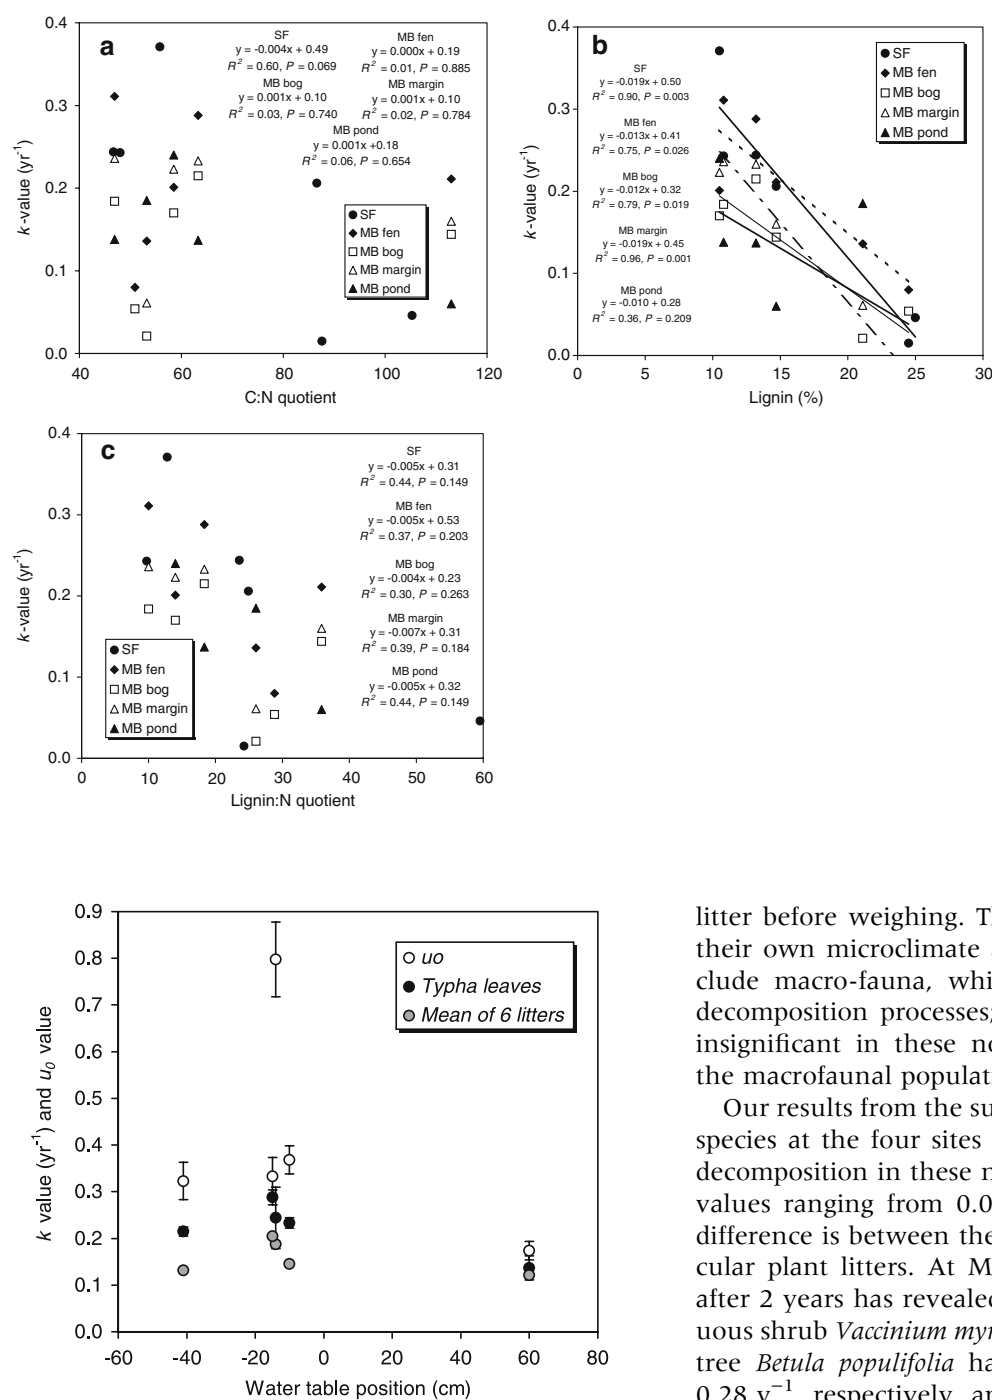 a
k-value (yr⁻¹)
0.4
0.3
0.2
0.1
0.0
SF
y = -0.004x + 0.49
R² = 0.60, P = 0.069
MB fen
y = 0.000x + 0.19
R² = 0.01, P = 0.885
MB bog
y = 0.001x + 0.10
R² = 0.03, P = 0.740
MB margin
y = 0.001x + 0.10
R² = 0.02, P = 0.784
MB pond
y = 0.001x +0.18
R² = 0.06, P = 0.654
SF
MB fen
MB bog
MB margin
MB pond
40 60 80 100 120
C:N quotient
b
k-value (yr⁻¹)
0.4
0.3
0.2
0.1
0.0
SF
y = -0.019x + 0.50
R² = 0.90, P = 0.003
MB fen
y = -0.013x + 0.41
R² = 0.75, P = 0.026
MB bog
y = -0.012x + 0.32
R² = 0.79, P = 0.019
MB margin
y = -0.019x + 0.45
R² = 0.96, P = 0.001
MB pond
y = -0.010 + 0.28
R² = 0.36, P = 0.209
SF
MB fen
MB bog
MB margin
MB pond
0 5 10 15 20 25 30
Lignin (%)
c
k-value (yr⁻¹)
0.4
0.3
0.2
0.1
0.0
SF
y = -0.005x + 0.31
R² = 0.44, P = 0.149
MB fen
y = -0.005x + 0.53
R² = 0.37, P = 0.203
MB bog
y = -0.004x + 0.23
R² = 0.30, P = 0.263
MB margin
y = -0.007x + 0.31
R² = 0.39, P = 0.184
MB pond
y = -0.005x + 0.32
R² = 0.44, P = 0.149
SF
MB fen
MB bog
MB margin
MB pond
0 10 20 30 40 50 60
Lignin:N quotient
k value (yr⁻¹) and u₀ value
0.9
0.8
0.7
0.6
0.5
0.4
0.3
0.2
0.1
0.0
uo
Typha leaves
Mean of 6 litters
-60 -40 -20 0 20 40 60 80
Water table position (cm)
litter before weighing. T
their own microclimate
clude macro-fauna, whi
decomposition processes;
insignificant in these no
the macrofaunal populat
Our results from the su
species at the four sites
decomposition in these n
values ranging from 0.0
difference is between the
cular plant litters. At M
after 2 years has revealed
uous shrub Vaccinium myr
tree Betula populifolia ha
0.28 y⁻¹, respectively, an